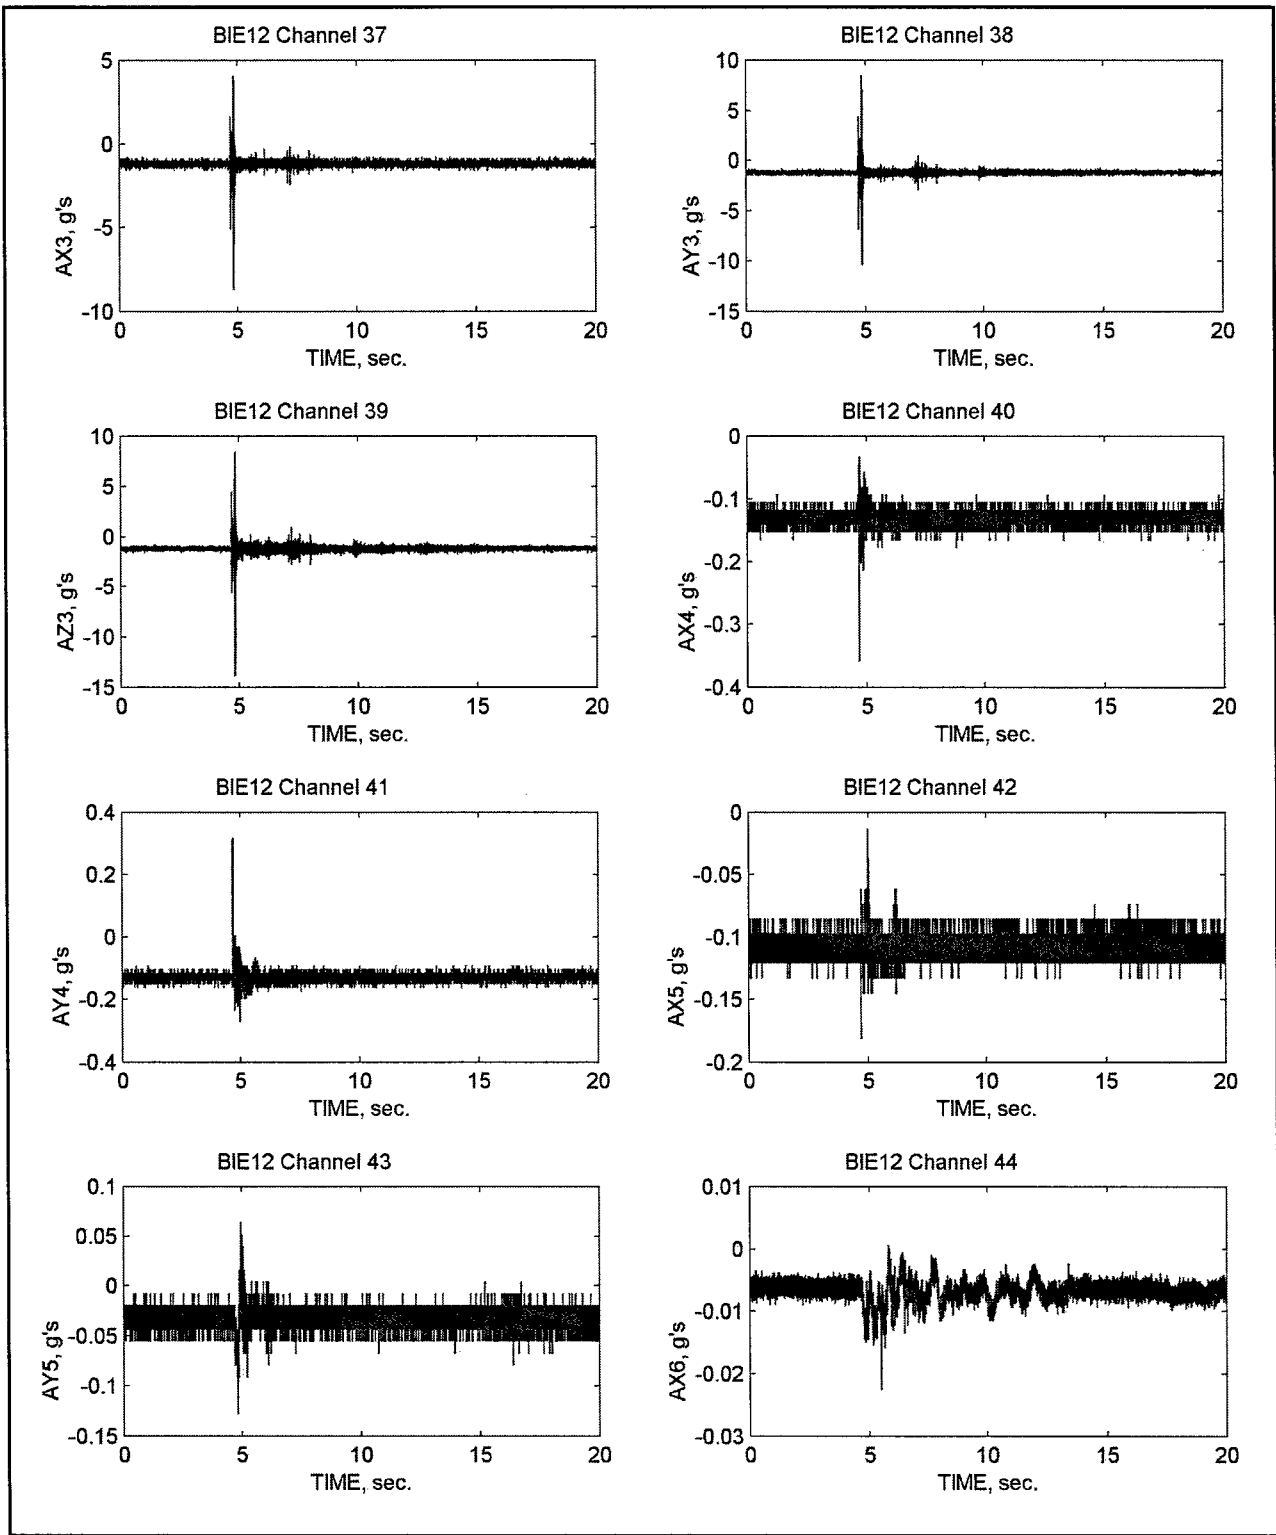 BIE12 Channel 37
5
0
-5
-10
AX3, g's
0 5 10 15 20
TIME, sec.
BIE12 Channel 38
10
5
0
-5
-10
-15
AY3, g's
0 5 10 15 20
TIME, sec.
BIE12 Channel 39
10
5
0
-5
-10
-15
AZ3, g's
0 5 10 15 20
TIME, sec.
BIE12 Channel 40
0
-0.1
-0.2
-0.3
-0.4
AX4, g's
0 5 10 15 20
TIME, sec.
BIE12 Channel 41
0.4
0.2
0
-0.2
-0.4
AY4, g's
0 5 10 15 20
TIME, sec.
BIE12 Channel 42
0
-0.05
-0.1
-0.15
-0.2
AX5, g's
0 5 10 15 20
TIME, sec.
BIE12 Channel 43
0.1
0.05
0
-0.05
-0.1
-0.15
AY5, g's
0 5 10 15 20
TIME, sec.
BIE12 Channel 44
0.01
0
-0.01
-0.02
-0.03
AX6, g's
0 5 10 15 20
TIME, sec.